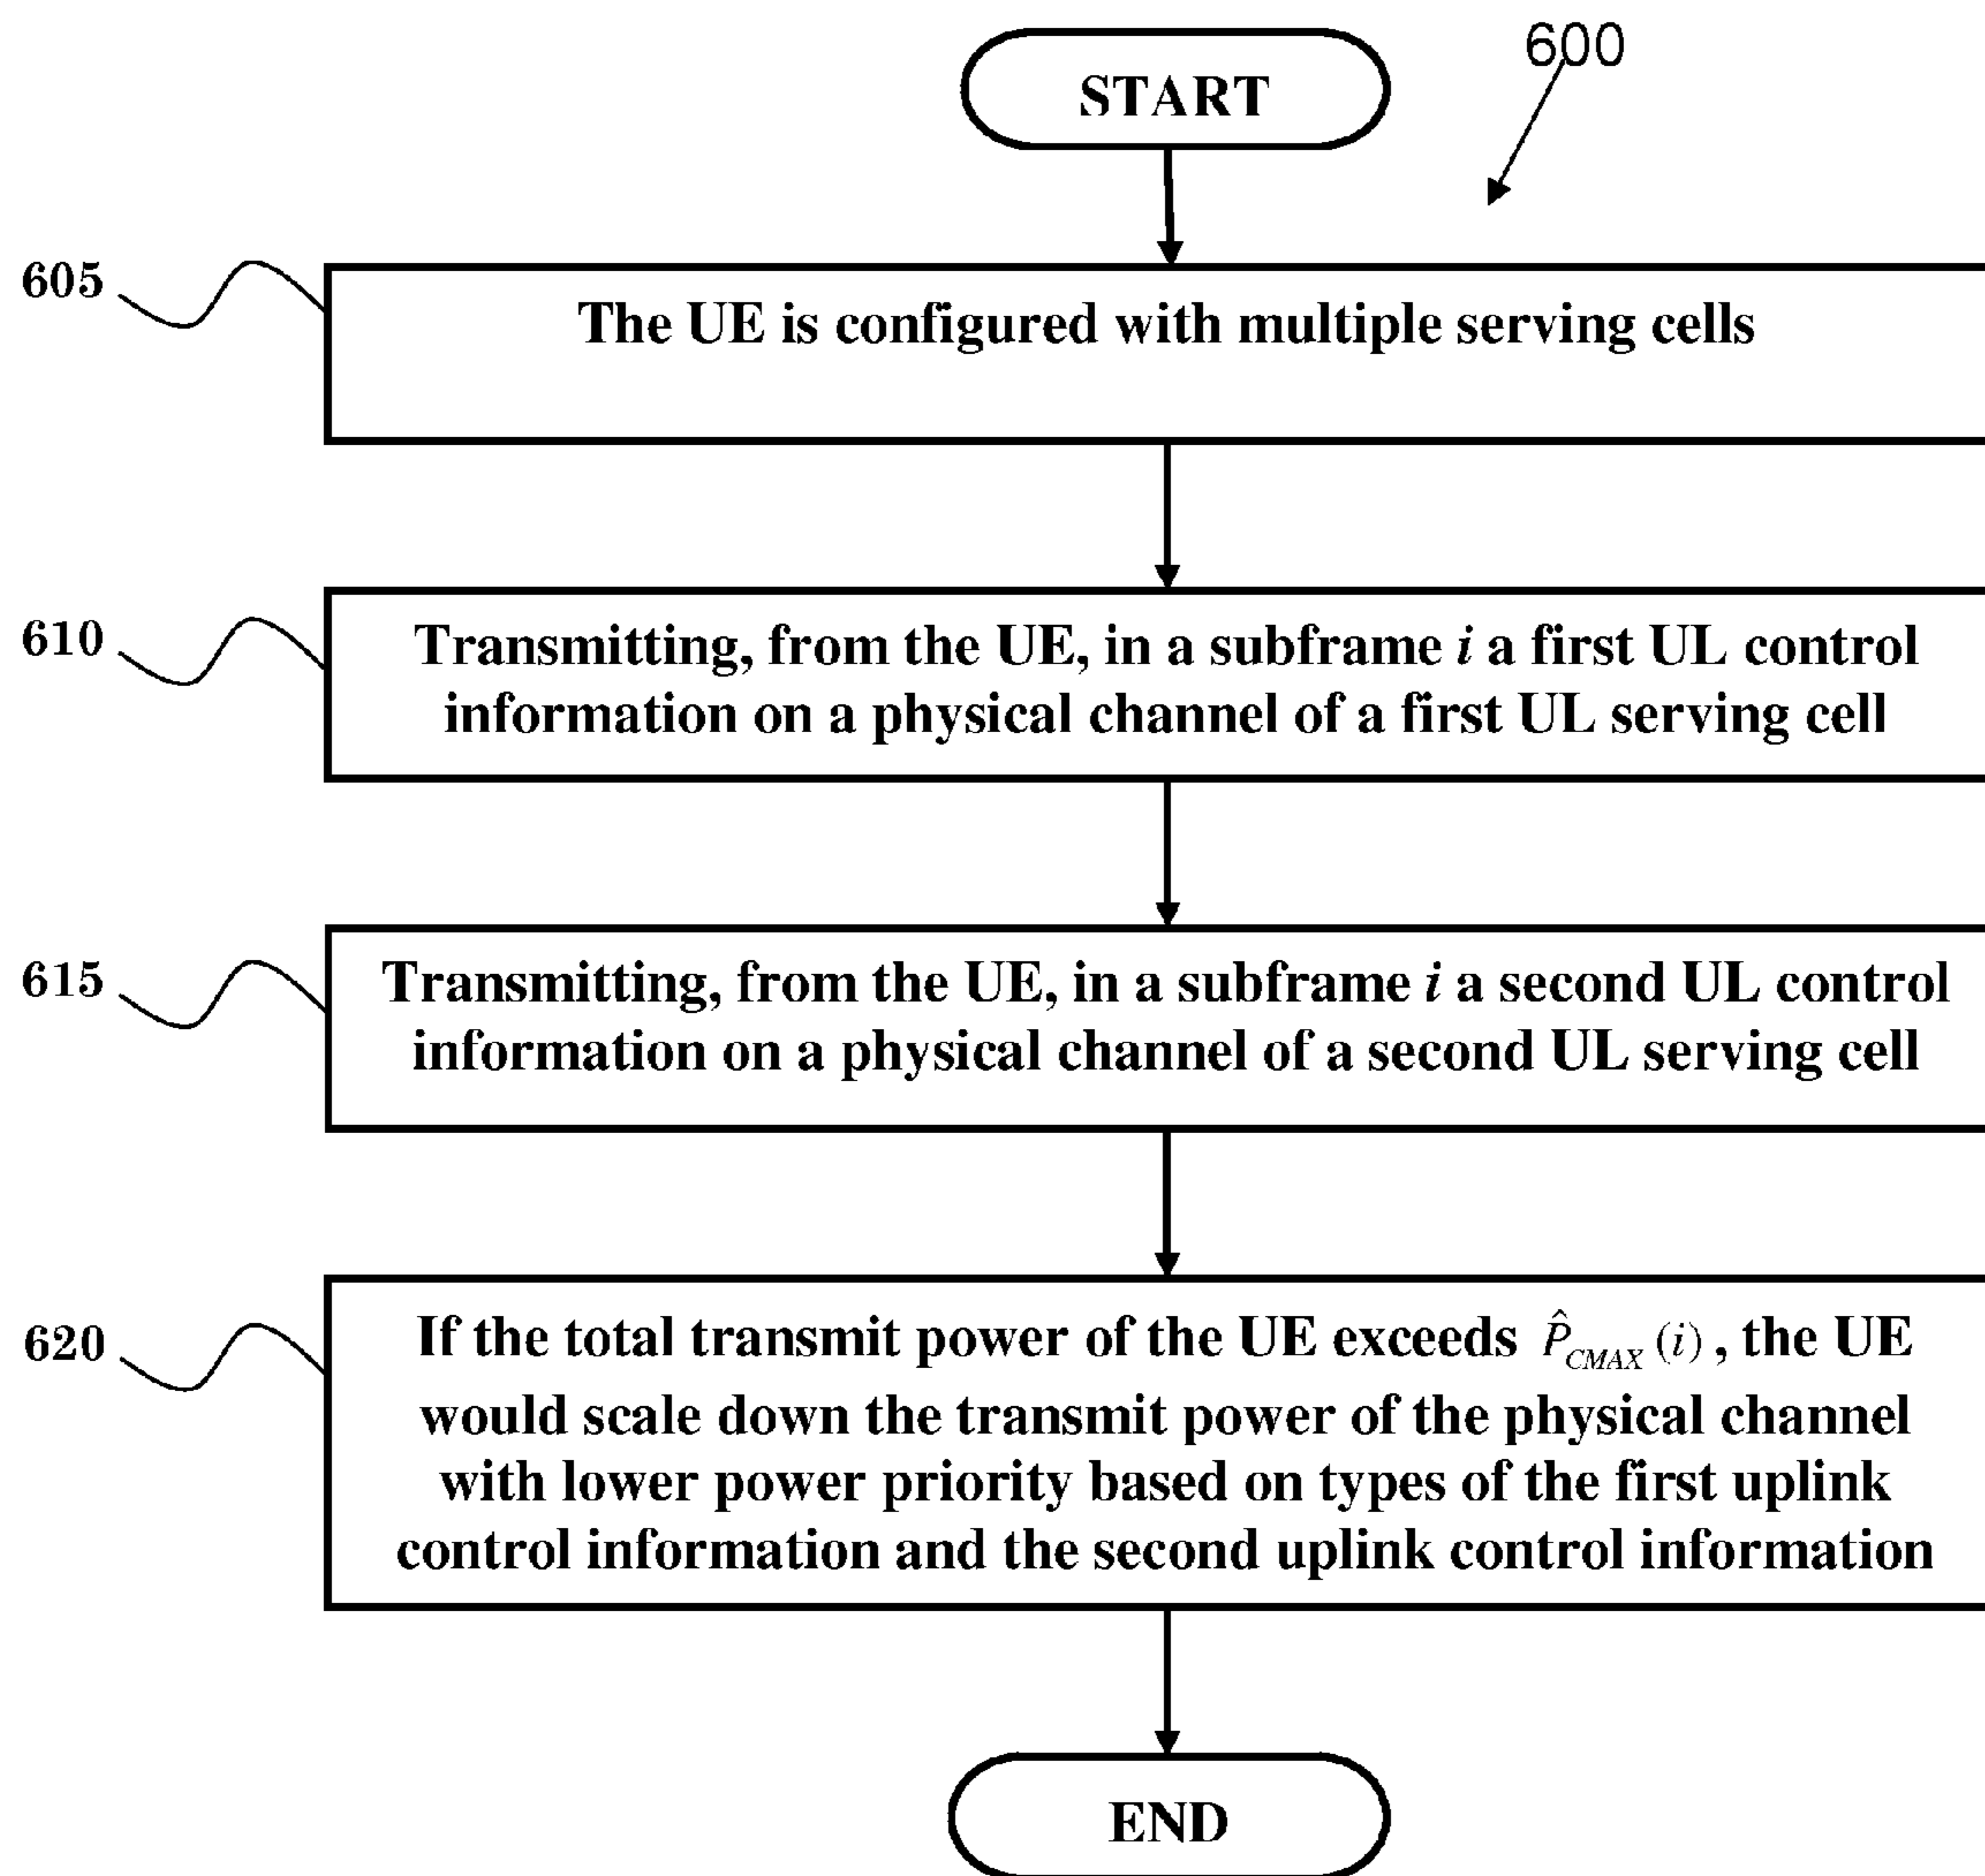 START
600
605
The UE is configured with multiple serving cells
610
Transmitting, from the UE, in a subframe i a first UL control
information on a physical channel of a first UL serving cell
615
Transmitting, from the UE, in a subframe i a second UL control
information on a physical channel of a second UL serving cell
620
If the total transmit power of the UE exceeds P̂_CMAX (i), the UE
would scale down the transmit power of the physical channel
with lower power priority based on types of the first uplink
control information and the second uplink control information
END